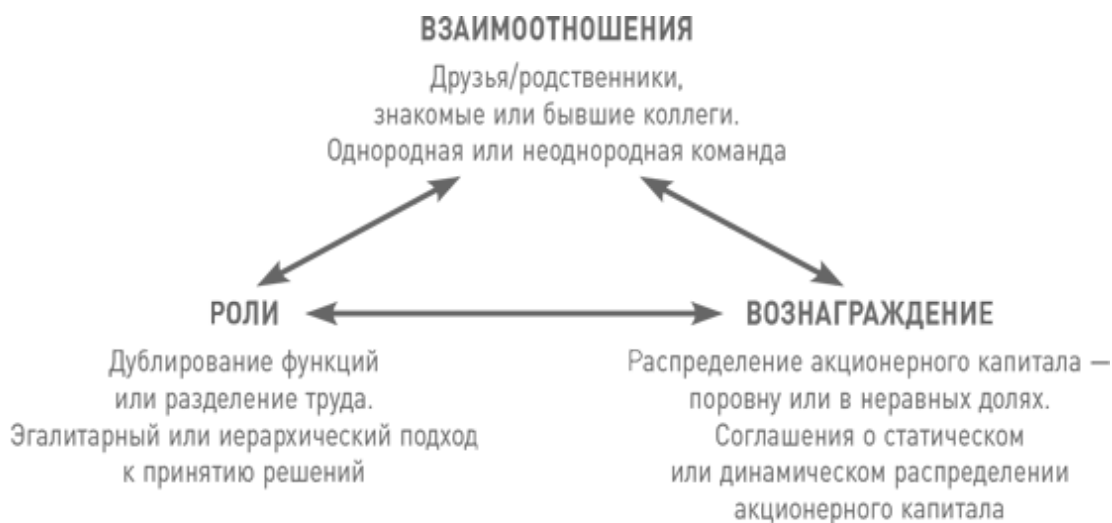 ВЗАИМООТНОШЕНИЯ
Друзья/родственники,
знакомые или бывшие коллеги.
Однородная или неоднородная команда
РОЛИ
Дублирование функций
или разделение труда.
Эгалитарный или иерархический подход
к принятию решений
ВОЗНАГРАЖДЕНИЕ
Распределение акционерного капитала —
поровну или в неравных долях.
Соглашения о статическом
или динамическом распределении
акционерного капитала